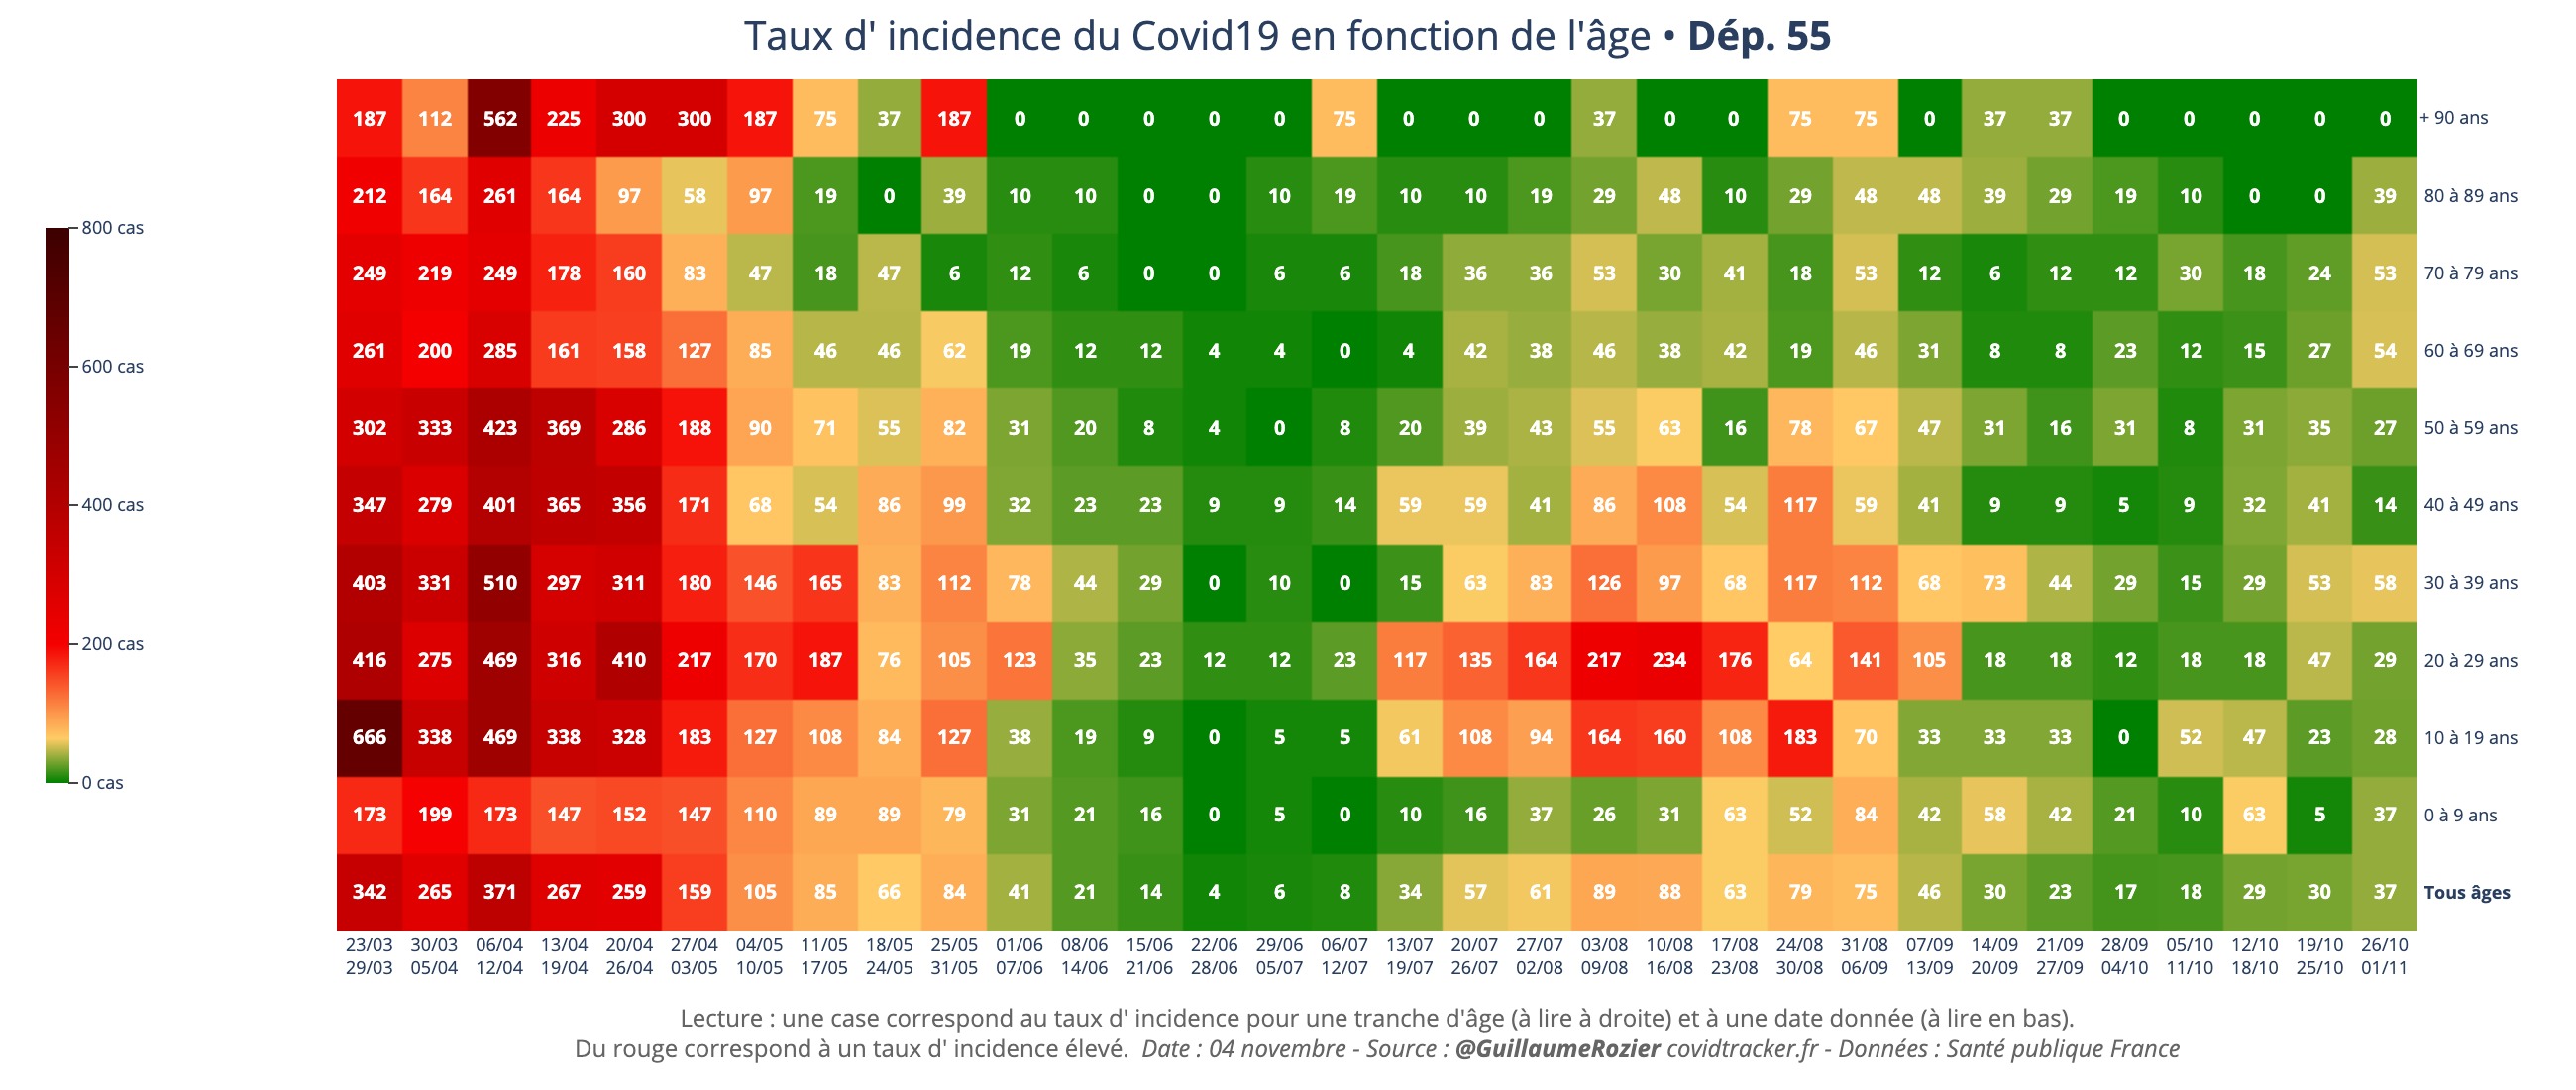 Taux d' incidence du Covid19 en fonction de l'âge • Dép. 55
800 cas
600 cas
400 cas
200 cas
0 cas
187 112 562 225 300 300 187 75 37 187 0 0 0 0 0 75 0 0 0 37 0 0 75 75 0 37 37 0 0 0 0 0 + 90 ans
212 164 261 164 97 58 97 19 0 39 10 10 0 0 10 19 10 10 19 29 48 10 29 48 48 39 29 19 10 0 0 39 80 à 89 ans
249 219 249 178 160 83 47 18 47 6 12 6 0 0 6 6 18 36 36 53 30 41 18 53 12 6 12 12 30 18 24 53 70 à 79 ans
261 200 285 161 158 127 85 46 46 62 19 12 12 4 4 0 4 42 38 46 38 42 19 46 31 8 8 23 12 15 27 54 60 à 69 ans
302 333 423 369 286 188 90 71 55 82 31 20 8 4 0 8 20 39 43 55 63 16 78 67 47 31 16 31 8 31 35 27 50 à 59 ans
347 279 401 365 356 171 68 54 86 99 32 23 23 9 9 14 59 59 41 86 108 54 117 59 41 9 9 5 9 32 41 14 40 à 49 ans
403 331 510 297 311 180 146 165 83 112 78 44 29 0 10 0 15 63 83 126 97 68 117 112 68 73 44 29 15 29 53 58 30 à 39 ans
416 275 469 316 410 217 170 187 76 105 123 35 23 12 12 23 117 135 164 217 234 176 64 141 105 18 18 12 18 18 47 29 20 à 29 ans
666 338 469 338 328 183 127 108 84 127 38 19 9 0 5 5 61 108 94 164 160 108 183 70 33 33 33 0 52 47 23 28 10 à 19 ans
173 199 173 147 152 147 110 89 89 79 31 21 16 0 5 0 10 16 37 26 31 63 52 84 42 58 42 21 10 63 5 37 0 à 9 ans
342 265 371 267 259 159 105 85 66 84 41 21 14 4 6 8 34 57 61 89 88 63 79 75 46 30 23 17 18 29 30 37 Tous âges
23/03 30/03 06/04 13/04 20/04 27/04 04/05 11/05 18/05 25/05 01/06 08/06 15/06 22/06 29/06 06/07 13/07 20/07 27/07 03/08 10/08 17/08 24/08 31/08 07/09 14/09 21/09 28/09 05/10 12/10 19/10 26/10
29/03 05/04 12/04 19/04 26/04 03/05 10/05 17/05 24/05 31/05 07/06 14/06 21/06 28/06 05/07 12/07 19/07 26/07 02/08 09/08 16/08 23/08 30/08 06/09 13/09 20/09 27/09 04/10 11/10 18/10 25/10 01/11
Lecture : une case correspond au taux d' incidence pour une tranche d'âge (à lire à droite) et à une date donnée (à lire en bas).
Du rouge correspond à un taux d' incidence élevé. Date : 04 novembre - Source : @GuillaumeRozier covidtracker.fr - Données : Santé publique France